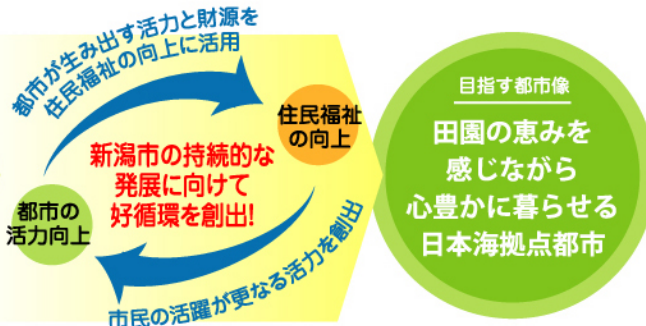 都市が生み出す活力と財源を
住民福祉の向上に活用
住民福祉
の向上
新潟市の持続的な
発展に向けて
好循環を創出!
都市の
活力向上
市民の活躍が更なる活力を創出
目指す都市像
田園の恵みを
感じながら
心豊かに暮らせる
日本海拠点都市